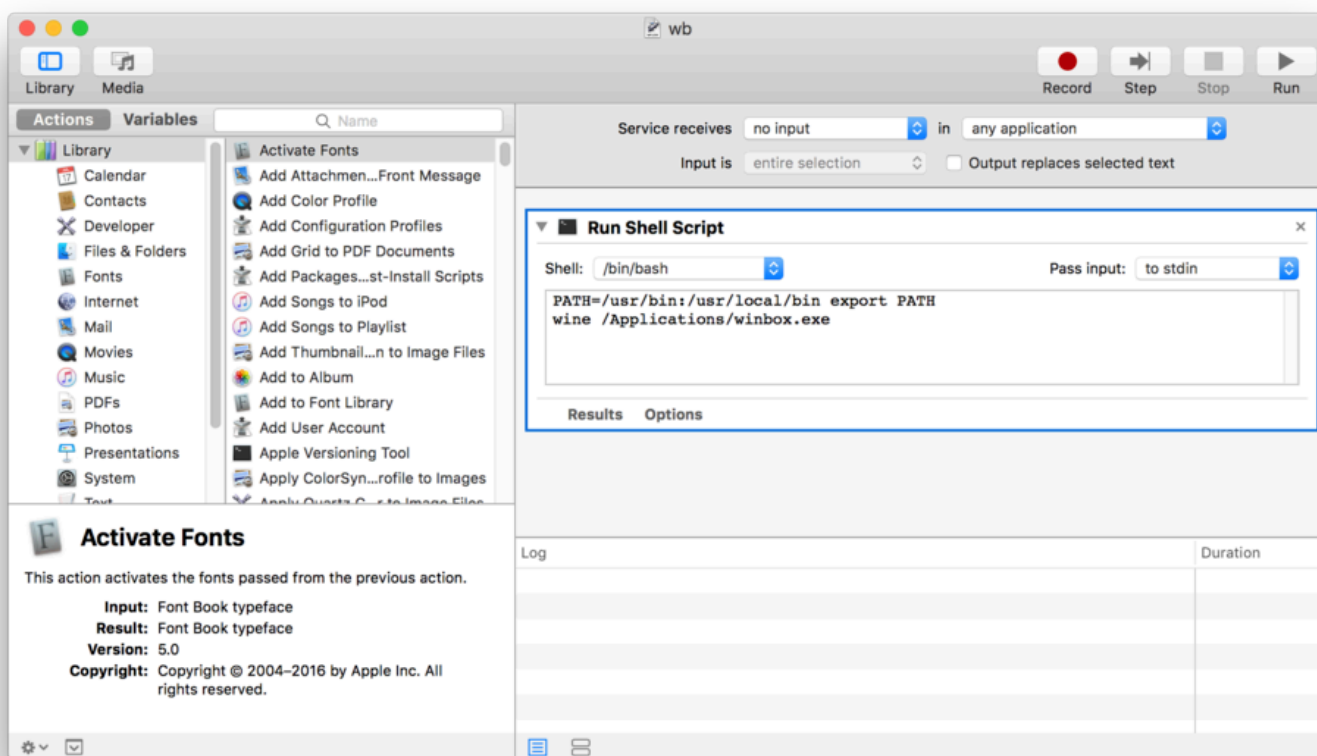 wb
Library Media Record Step Stop Run
Actions Variables Name
Library
Calendar
Contacts
Developer
Files & Folders
Fonts
Internet
Mail
Movies
Music
PDFs
Photos
Presentations
System
Text
Activate Fonts
Add Attachmen...Front Message
Add Color Profile
Add Configuration Profiles
Add Grid to PDF Documents
Add Packages...st-Install Scripts
Add Songs to iPod
Add Songs to Playlist
Add Thumbnail...n to Image Files
Add to Album
Add to Font Library
Add User Account
Apple Versioning Tool
Apply ColorSyn...rofile to Images
Apply Quartz C...r to Image Files
Activate Fonts
This action activates the fonts passed from the previous action.
Input: Font Book typeface
Result: Font Book typeface
Version: 5.0
Copyright: Copyright © 2004–2016 by Apple Inc. All
rights reserved.
Service receives no input in any application
Input is entire selection Output replaces selected text
Run Shell Script
Shell: /bin/bash Pass input: to stdin
PATH=/usr/bin:/usr/local/bin export PATH
wine /Applications/winbox.exe
Results Options
Log Duration